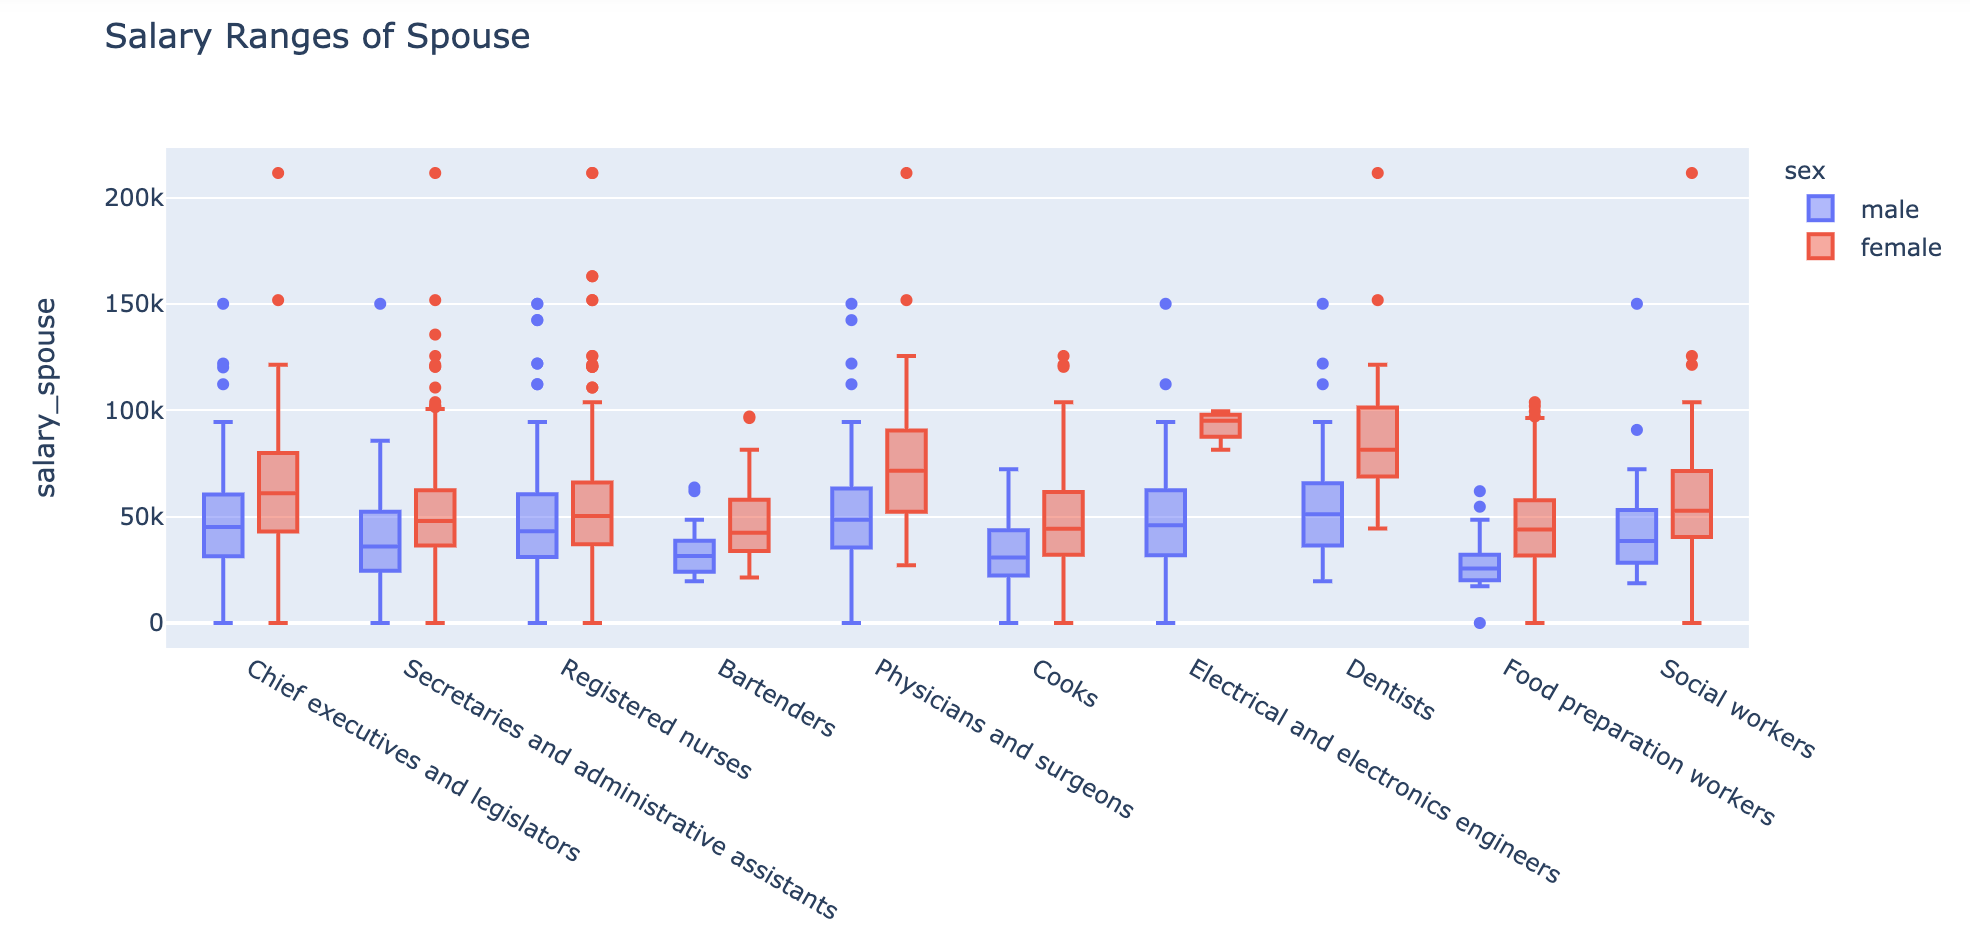 Salary Ranges of Spouse
sex
male
female
salary_spouse
200k
150k
100k
50k
0
Chief executives and legislators
Secretaries and administrative assistants
Registered nurses
Bartenders
Physicians and surgeons
Cooks
Electrical and electronics engineers
Dentists
Food preparation workers
Social workers